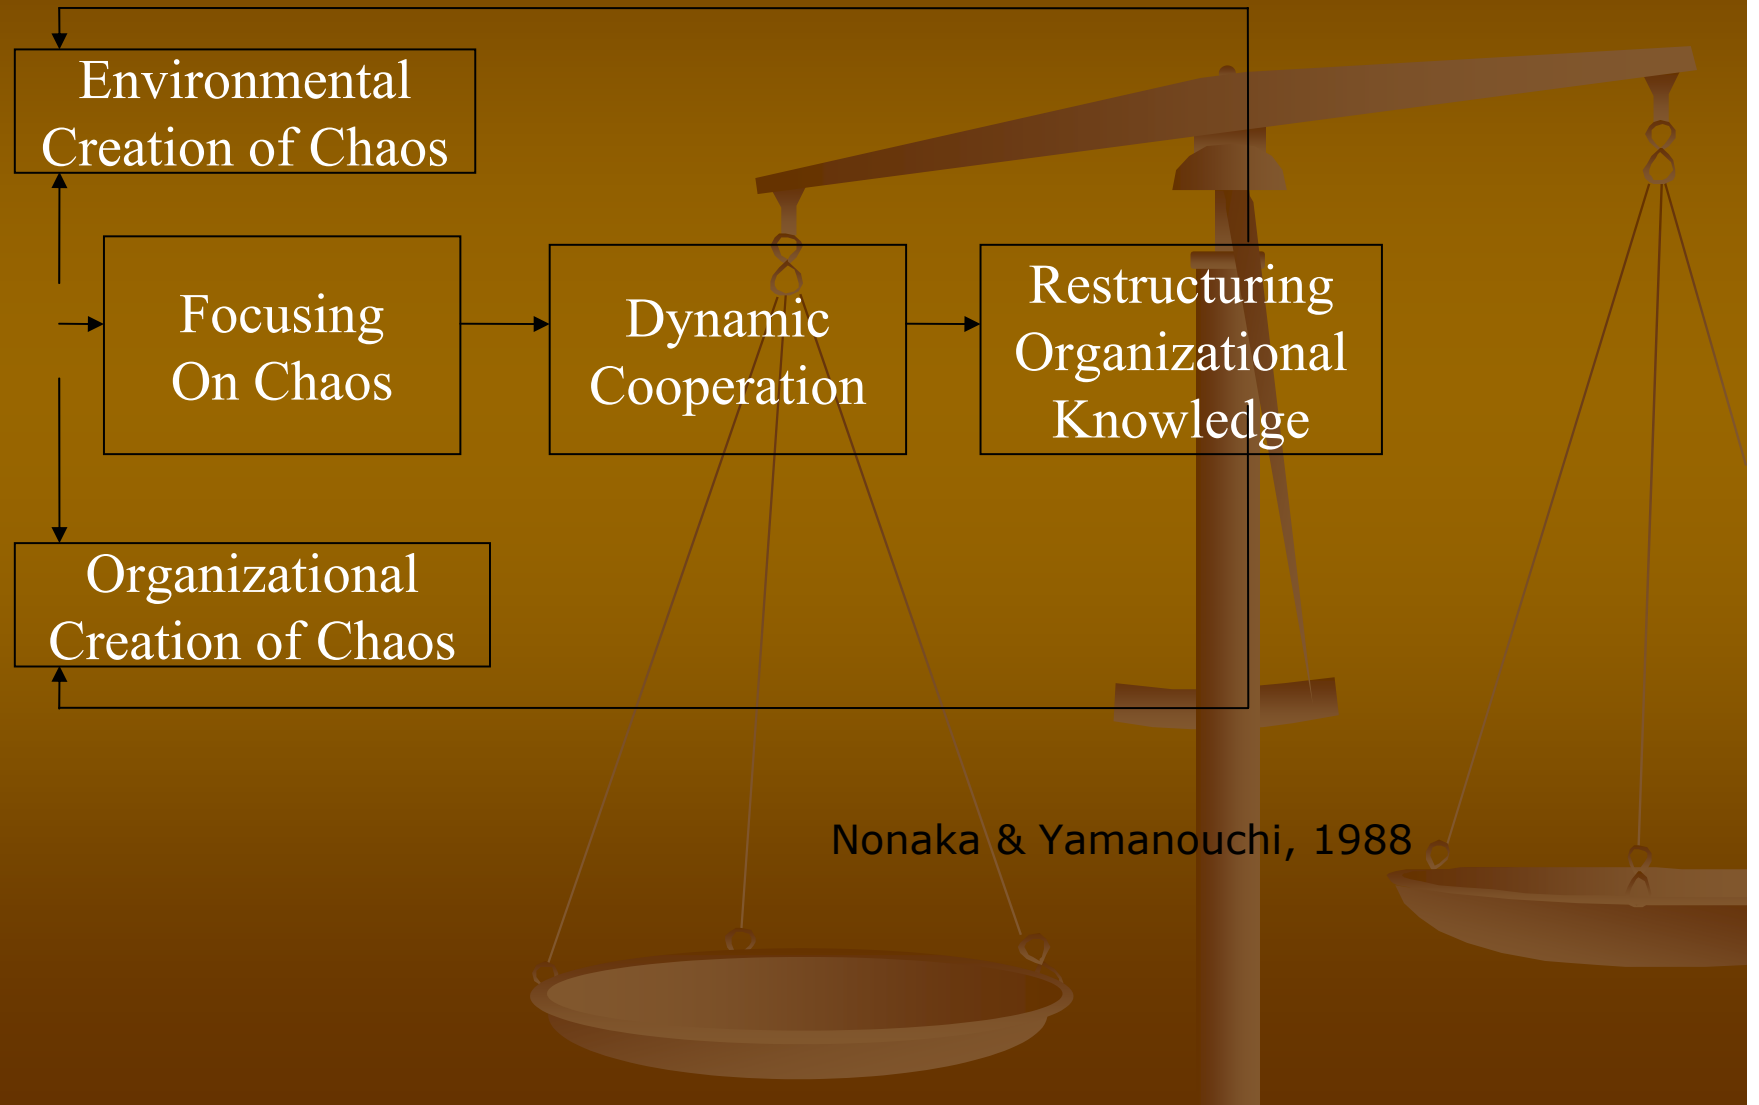 Environmental
Creation of Chaos
Focusing
On Chaos
Dynamic
Cooperation
Restructuring
Organizational
Knowledge
Organizational
Creation of Chaos
Nonaka & Yamanouchi, 1988